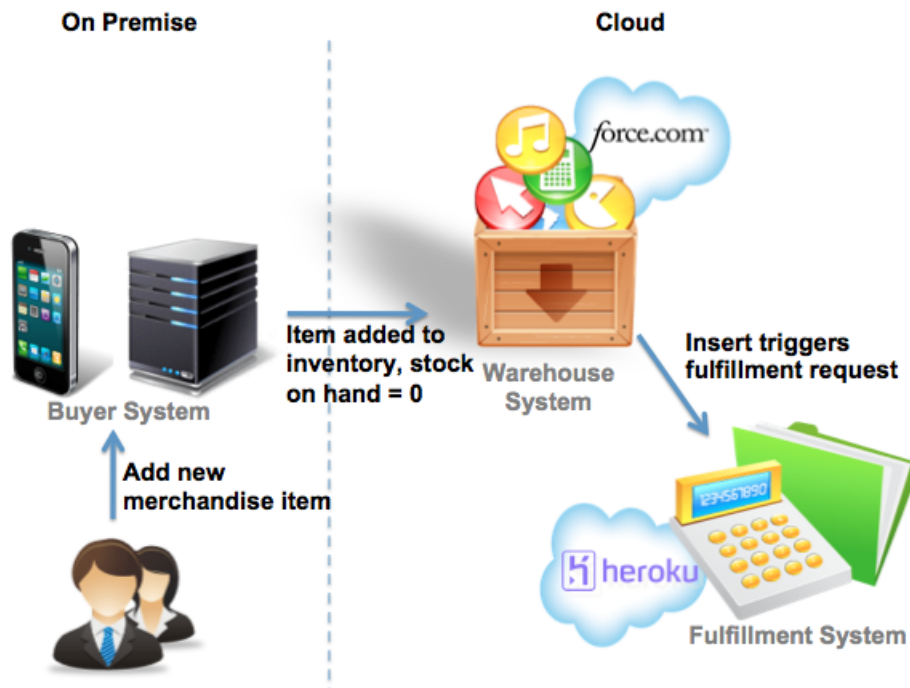 On Premise
Cloud
force.com
Item added to
inventory, stock
on hand = 0
Warehouse
System
Insert triggers
fulfillment request
Buyer System
Add new
merchandise item
1234567890
heroku
Fulfillment System